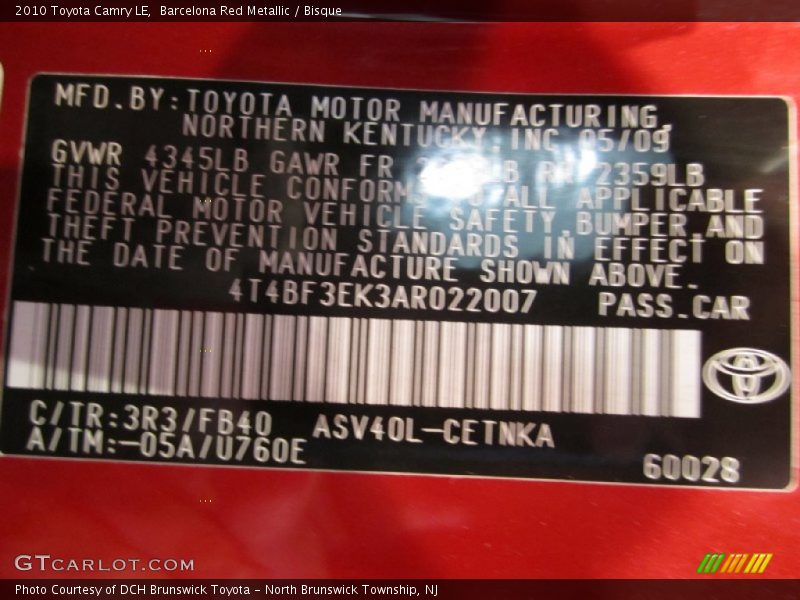 2010 Toyota Camry LE,  Barcelona Red Metallic / Bisque
MFD.BY:TOYOTA MOTOR MANUFACTURING,
NORTHERN KENTUCKY,INC 05/09
GVWR 4345LB GAWR FR 2359LB
THIS VEHICLE CONFORMS ALL APPLICABLE
FEDERAL MOTOR VEHICLE SAFETY,BUMPER,AND
THEFT PREVENTION STANDARDS IN EFFECT ON
THE DATE OF MANUFACTURE SHOWN ABOVE.
4T4BF3EK3AR022007 PASS.CAR
C/TR:3R3/FB40 ASV40L-CETNKA
A/TM:-05A/U760E
60028
GTCARLOT.COM
Photo Courtesy of DCH Brunswick Toyota - North Brunswick Township, NJ